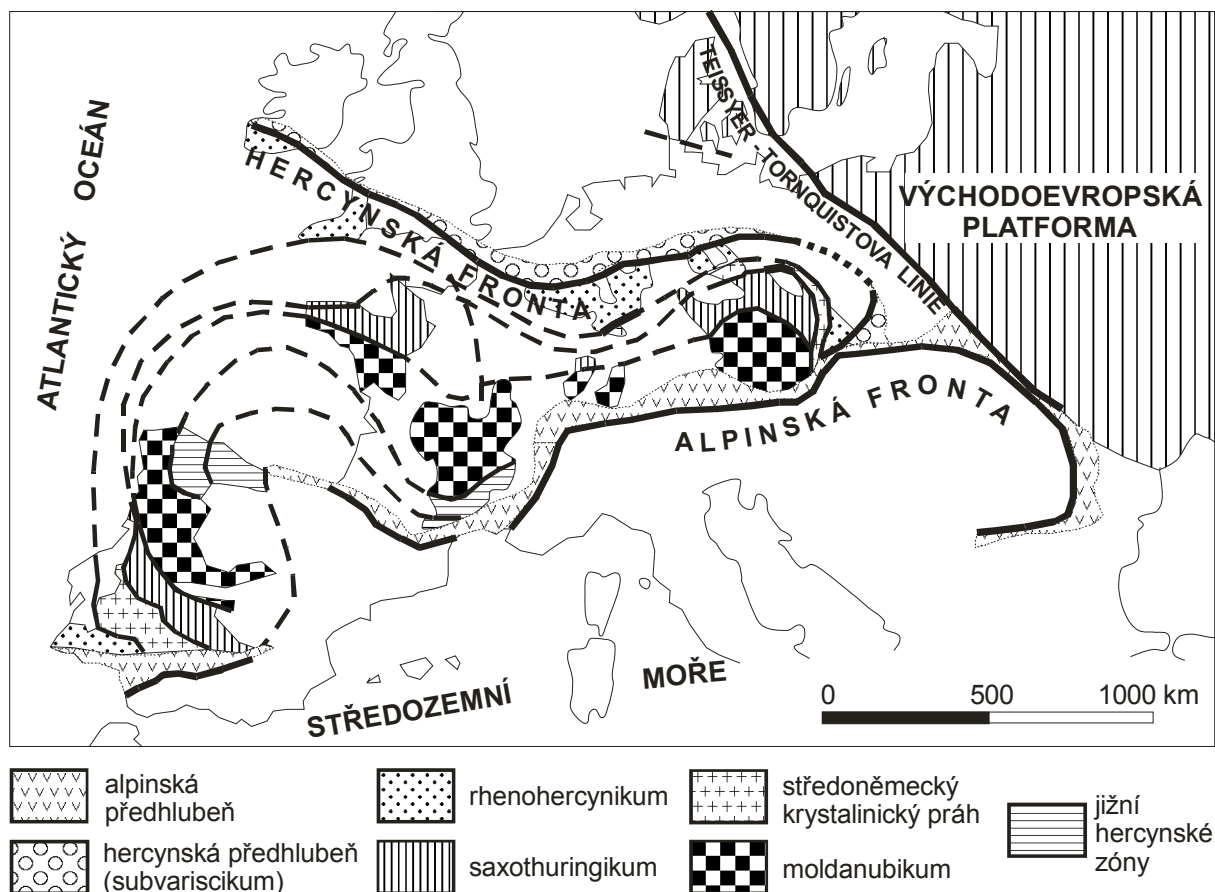 ATLANTICKÝ OCEÁN
HERCYNSKÁ FRONTA
TEISSYER - TORNQUISTOVA LINIE
VÝCHODOEVROPSKÁ
PLATFORMA
ALPINSKÁ FRONTA
STŘEDOZEMNÍ MOŘE
0 500 1000 km
alpinská
předhlubeň
hercynská předhlubeň
(subvariscikum)
rhenohercynikum
saxothuringikum
středoněmecký
krystalinický práh
moldanubikum
jižní
hercynské
zóny